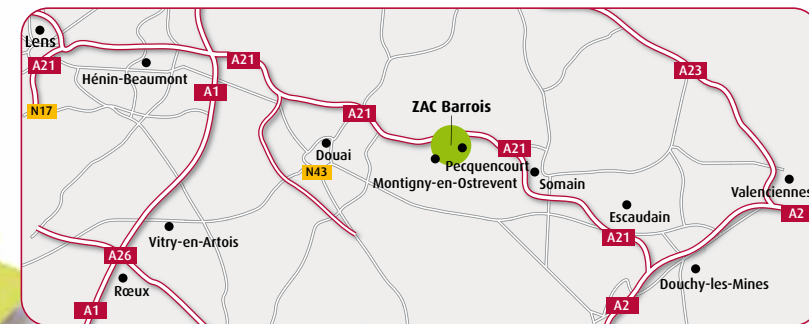 Lens
A21
A21
A23
Hénin-Beaumont
A1
N17
ZAC Barrois
A21
A21
Douai
Pecquencourt
N43
Montigny-en-Ostrevent
Somain
Valenciennes
Escaudain
A2
Vitry-en-Artois
A21
A26
Rœux
Douchy-les-Mines
A1
A2